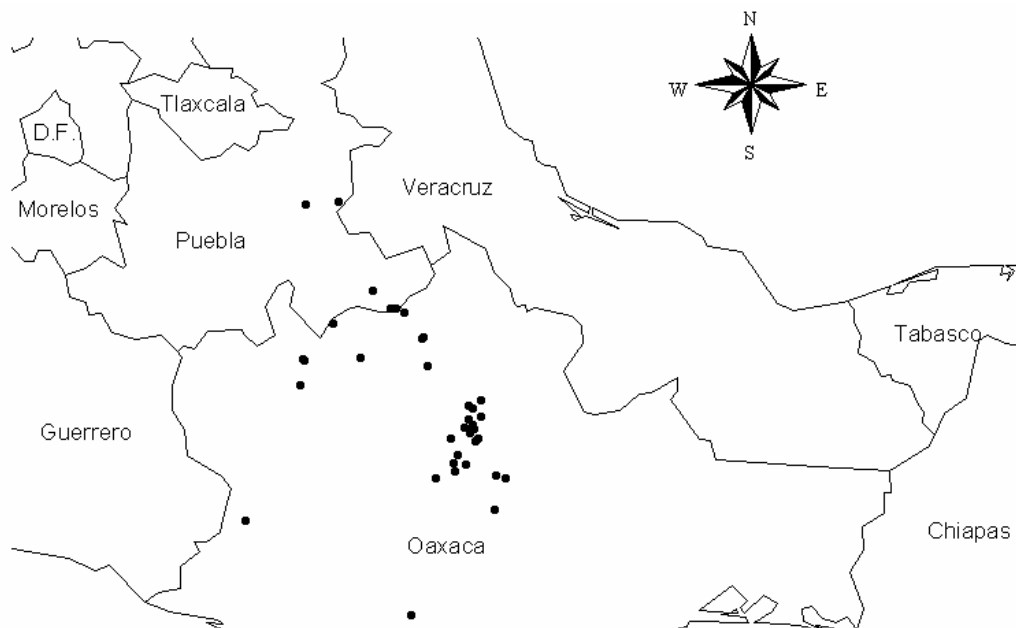 N
W E
S
Tlaxcala
D.F.
Morelos
Veracruz
Puebla
Tabasco
Guerrero
Oaxaca
Chiapas